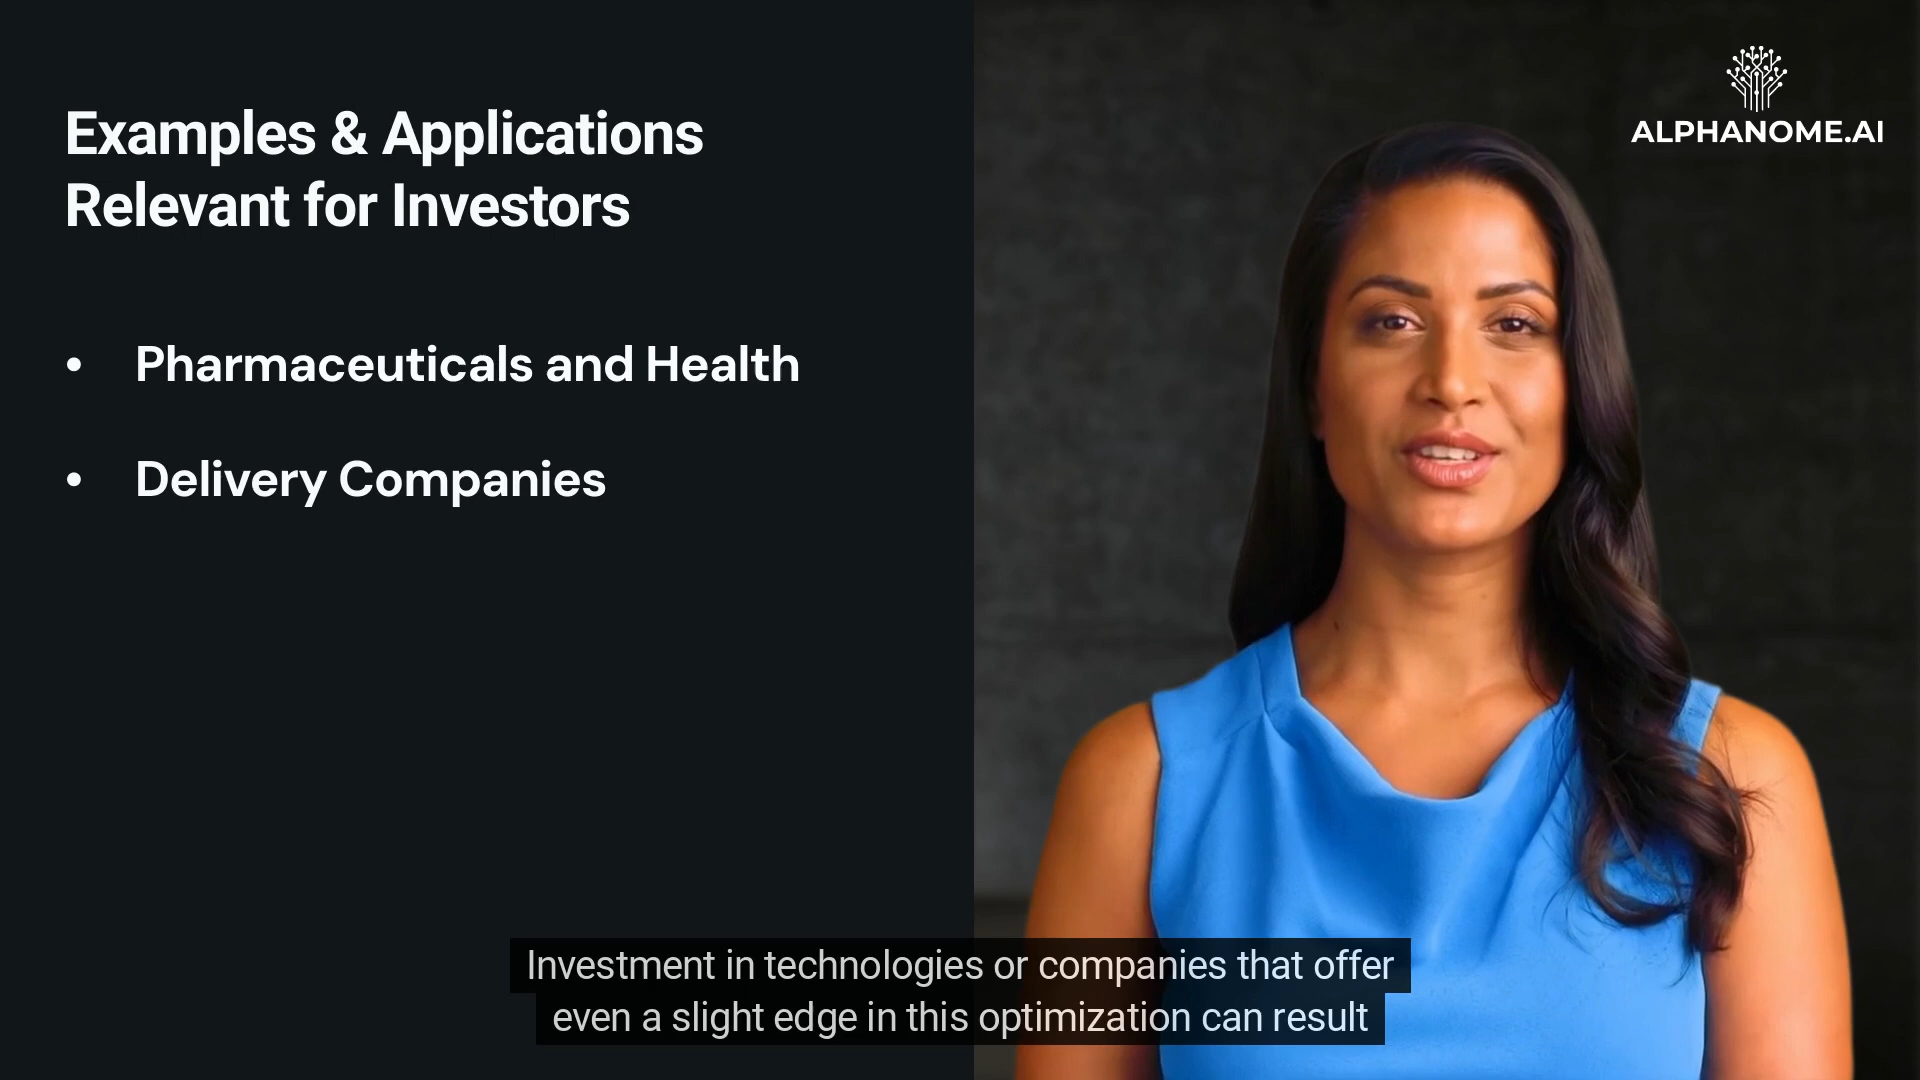 Examples & Applications
Relevant for Investors
• Pharmaceuticals and Health
• Delivery Companies
ALPHANOME.AI
Investment in technologies or companies that offer
even a slight edge in this optimization can result